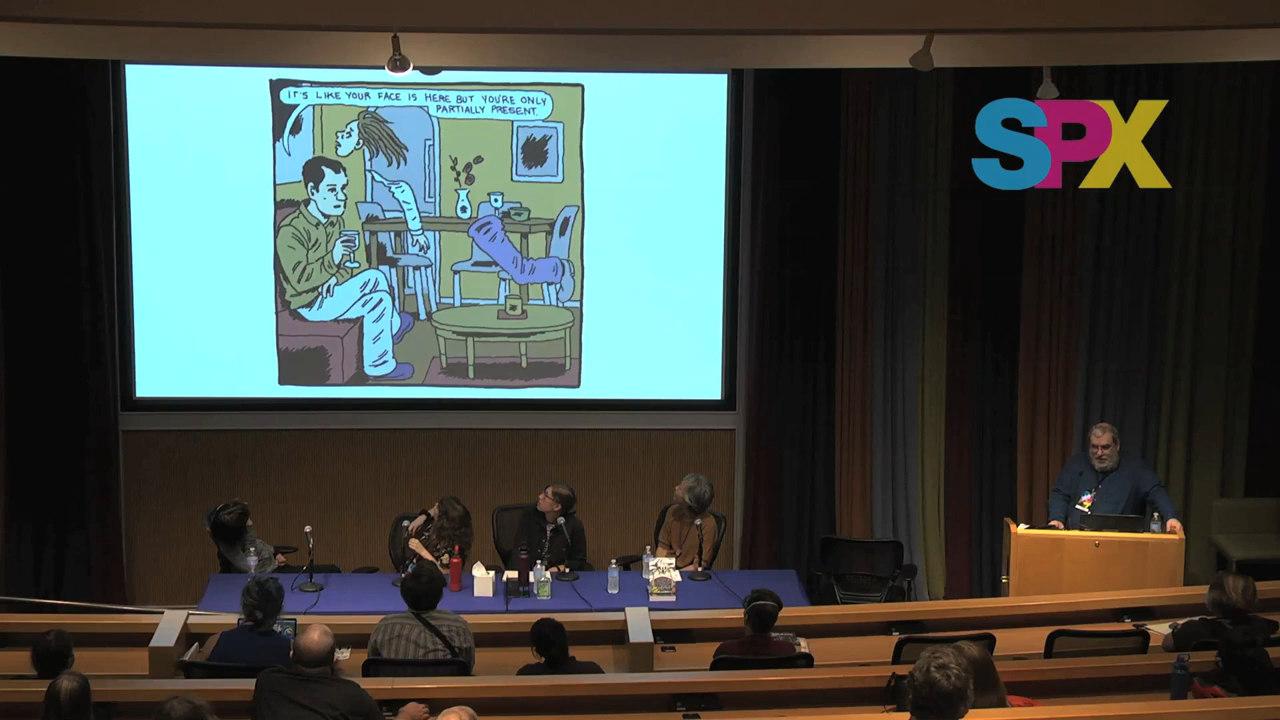 IT'S LIKE YOUR FACE IS HERE BUT YOU'RE ONLY
PARTIALLY PRESENT.
SPX